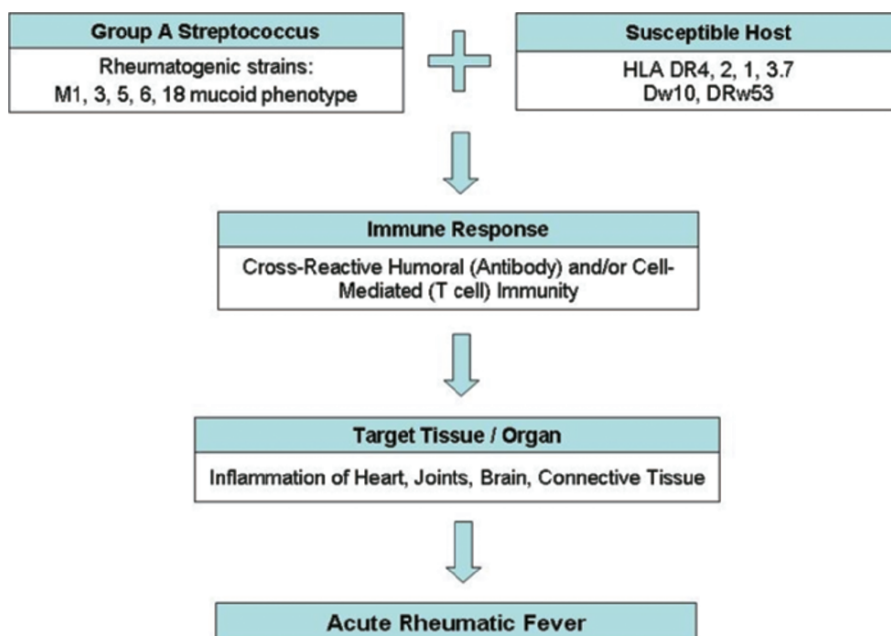 Group A Streptococcus
Rheumatogenic strains:
M1, 3, 5, 6, 18 mucoid phenotype
Susceptible Host
HLA DR4, 2, 1, 3.7
Dw10, DRw53
Immune Response
Cross-Reactive Humoral (Antibody) and/or Cell-
Mediated (T cell) Immunity
Target Tissue / Organ
Inflammation of Heart, Joints, Brain, Connective Tissue
Acute Rheumatic Fever